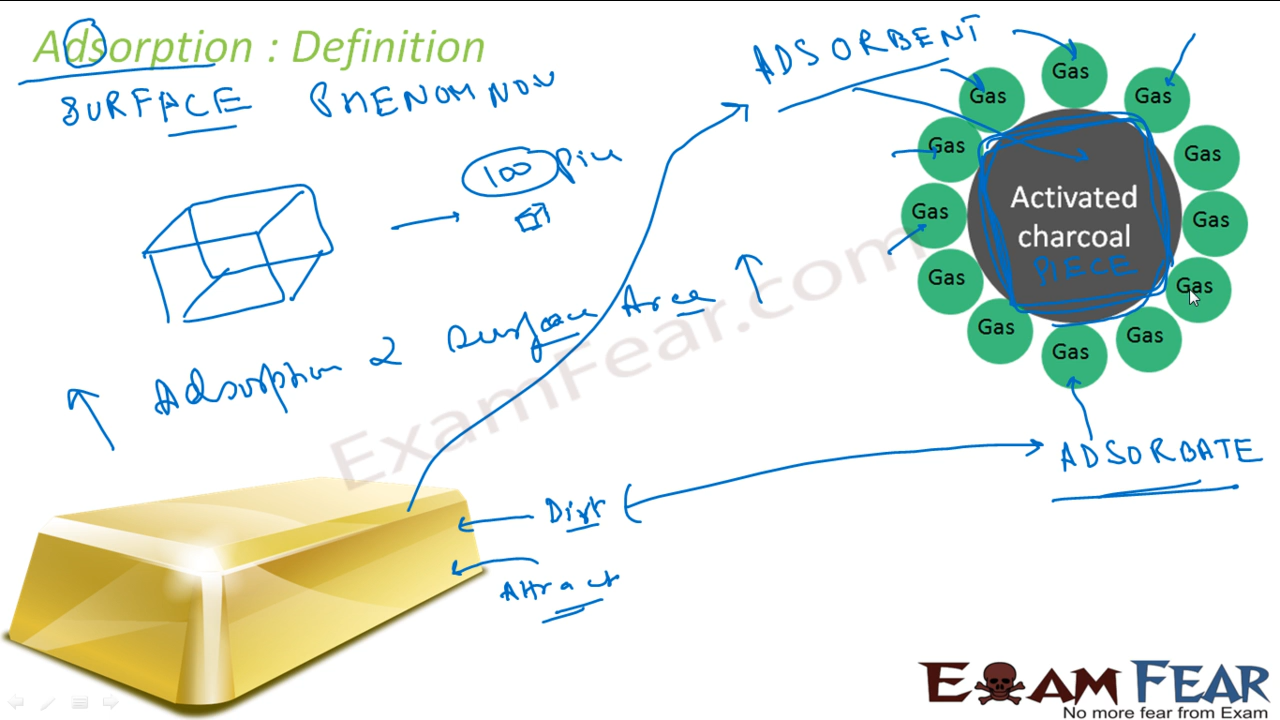 Adsorption : Definition
SURFACE PHENOMNON
ADSORBENT
100
Gas
Gas
Gas
Gas
Gas
Gas
Gas
Gas
Gas
Gas
Gas
Gas
Gas
Activated
charcoal
PIECE
Adsorption α Surface Area
ExamFear.com
ADSORBATE
Dirt
Attract
EXAM FEAR
No more fear from Exam